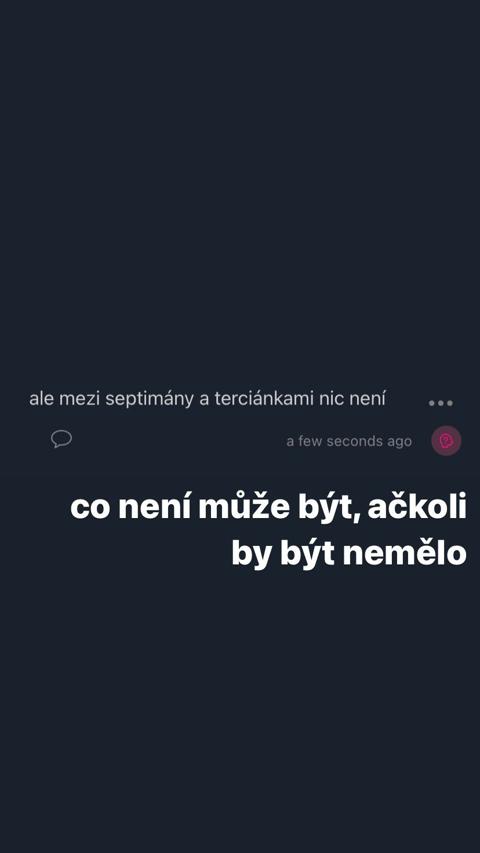 ale mezi septimány a terciánkami nic není
a few seconds ago
co není může být, ačkoli
by být nemělo